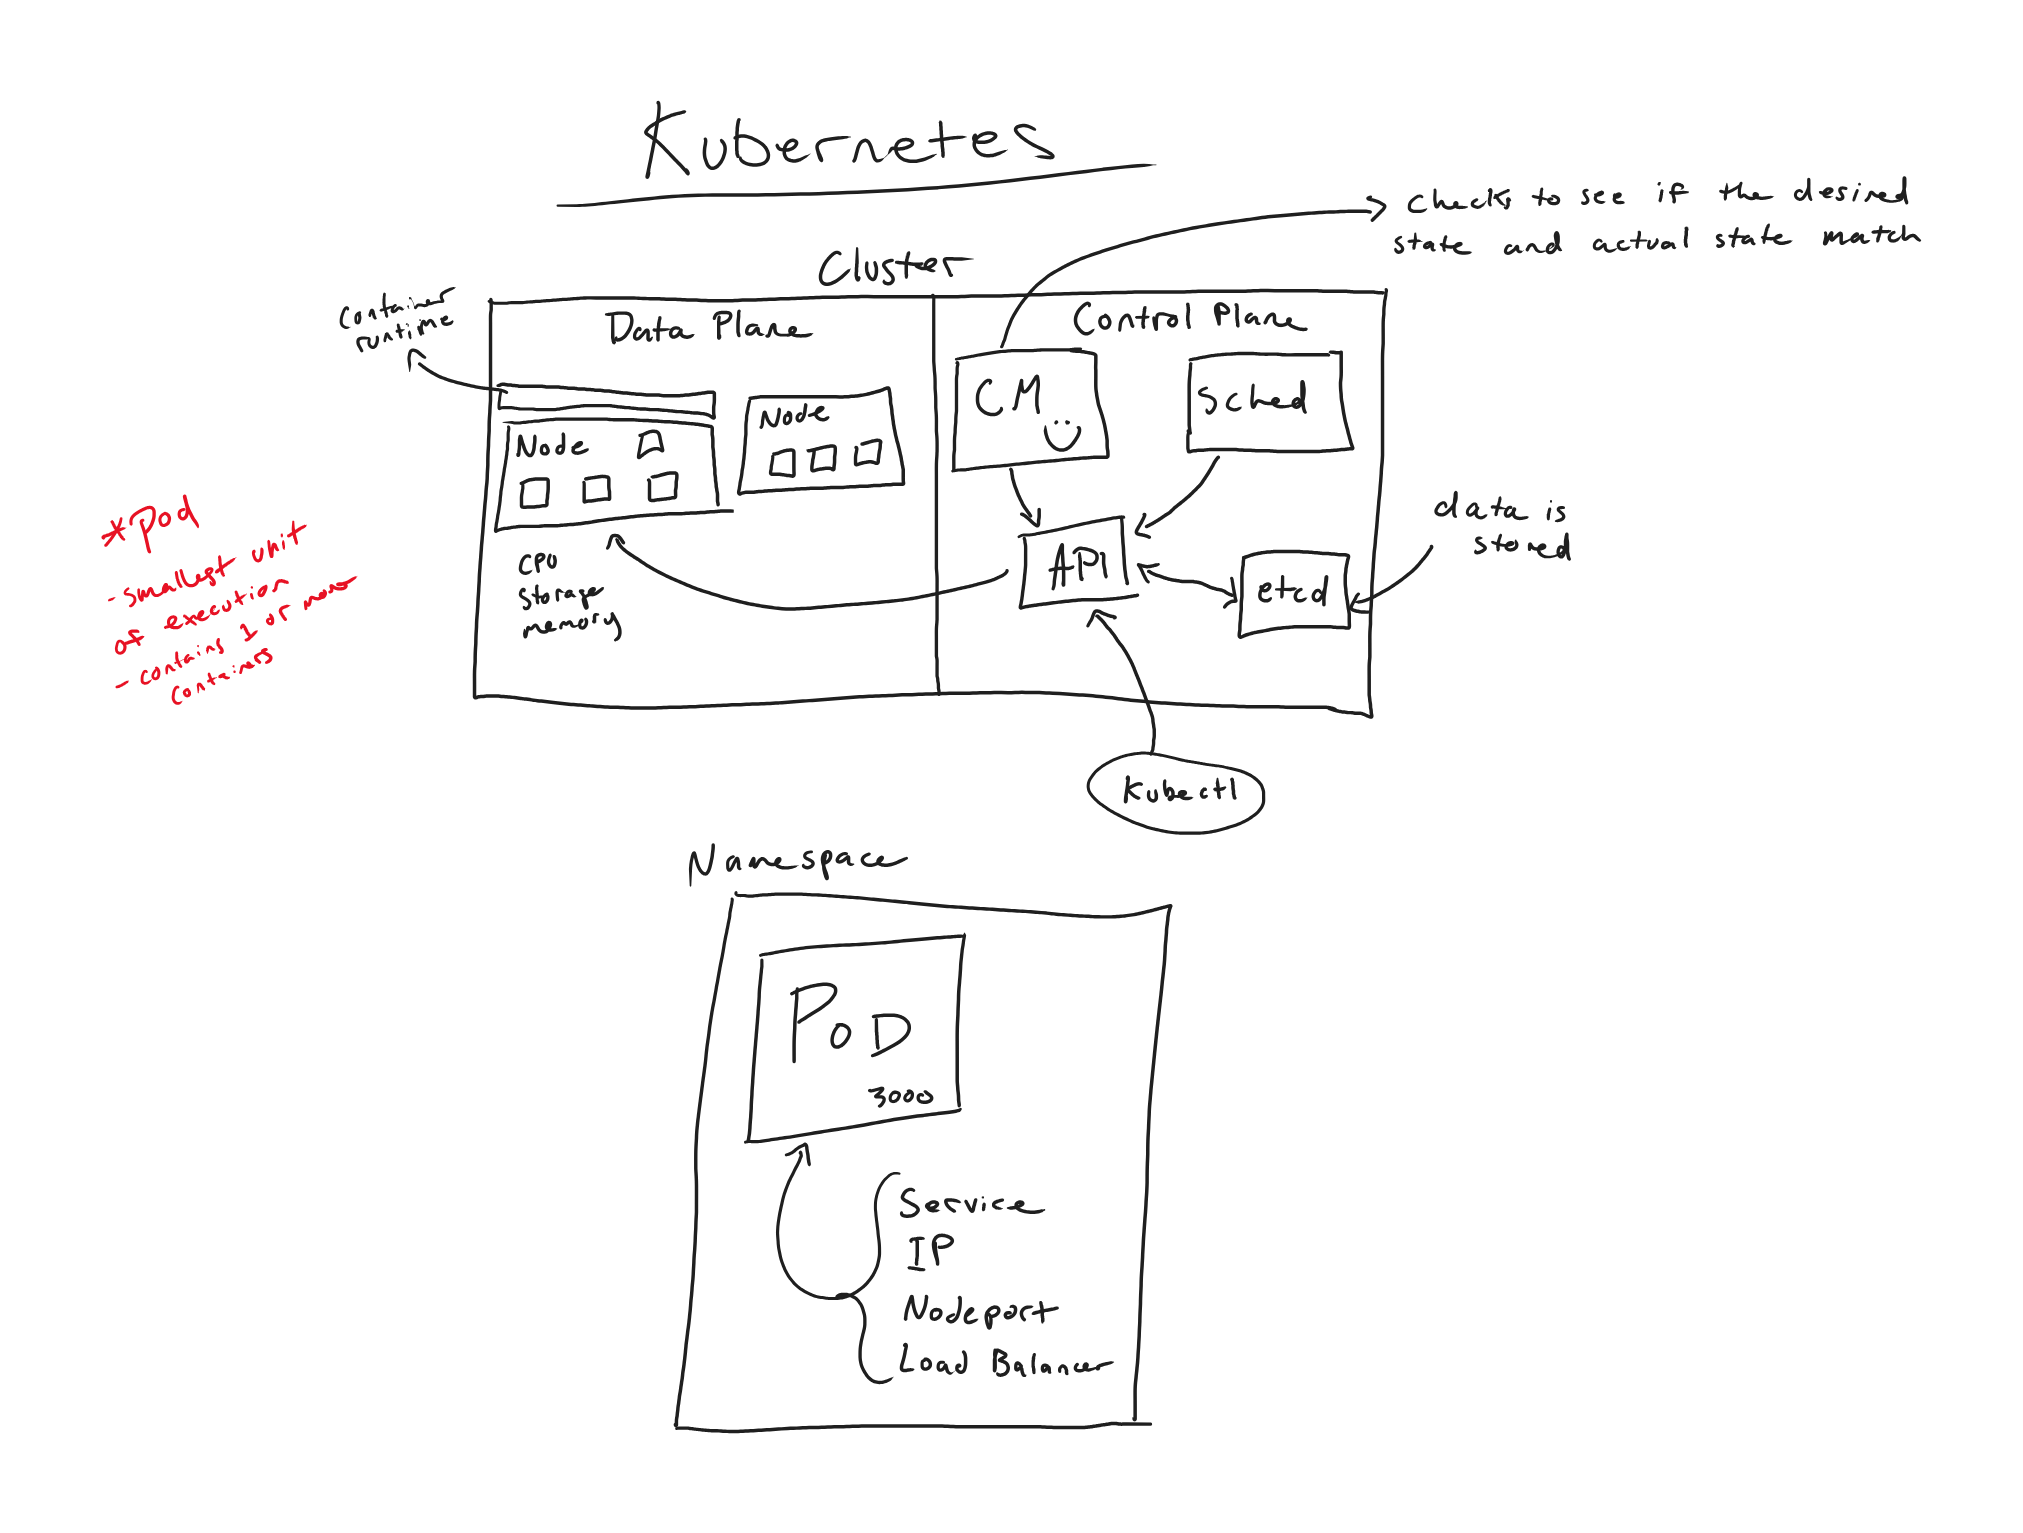 Kubernetes
Cluster
checks to see if the desired
state and actual state match
container
runtime
Data Plane
Control Plane
Node
Node
CM
Sched
API
etcd
data is
stored
CPU
storage
memory
*Pod
- smallest unit
of execution
- contains 1 or more
containers
Kubectl
Namespace
PoD
3000
Service
IP
Nodeport
Load Balancer